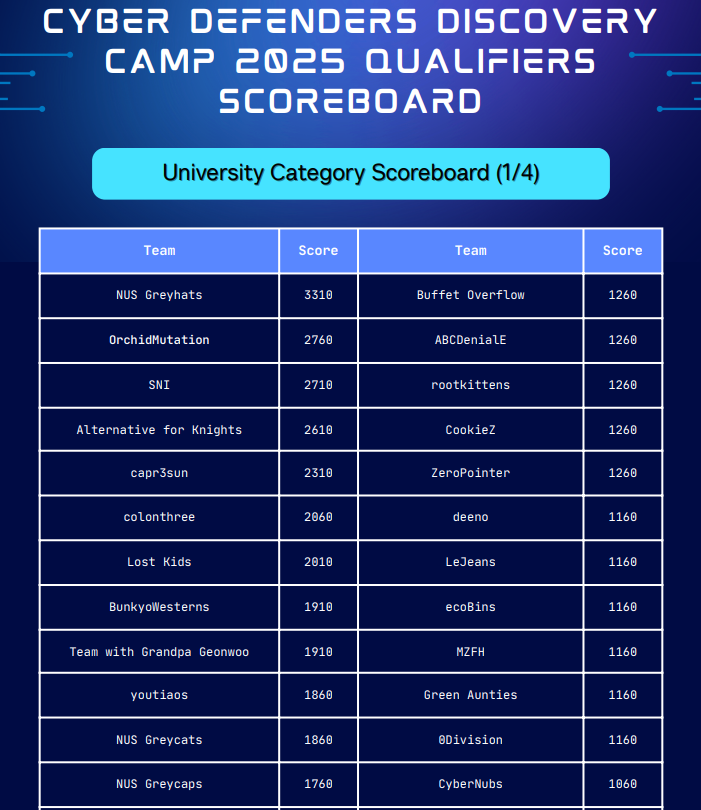 CYBER DEFENDERS DISCOVERY
CAMP 2025 QUALIFIERS
SCOREBOARD
University Category Scoreboard (1/4)
Team Score Team Score
NUS Greyhats 3310 Buffet Overflow 1260
OrchidMutation 2760 ABCDenialE 1260
SNI 2710 rootkittens 1260
Alternative for Knights 2610 CookieZ 1260
capr3sun 2310 ZeroPointer 1260
colonthree 2060 deeno 1160
Lost Kids 2010 LeJeans 1160
BunkyoWesterns 1910 ecoBins 1160
Team with Grandpa Geonwoo 1910 MZFH 1160
youtiaos 1860 Green Aunties 1160
NUS Greycats 1860 0Division 1160
NUS Greycaps 1760 CyberNubs 1060